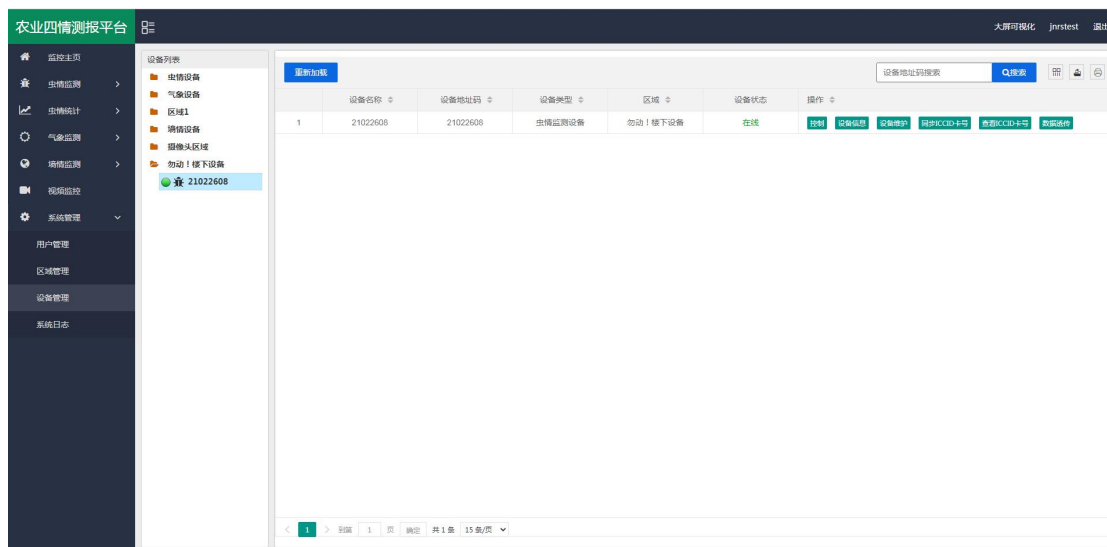 农业四情测报平台
大屏可视化 jnrstest 退出
监控主页
虫情监测
虫情统计
气象监测
墒情监测
视频监控
系统管理
用户管理
区域管理
设备管理
系统日志
设备列表
虫情设备
气象设备
区域1
墒情设备
摄像头区域
勿动！楼下设备
21022608
重新加载 设备地址码搜索 搜索
设备名称 设备地址码 设备类型 区域 设备状态 操作
1 21022608 21022608 虫情监测设备 勿动！楼下设备 在线 控制 设备信息 设备维护 同步ICCID卡号 查看ICCID卡号 数据透传
1 到第 1 页 确定 共 1 条 15 条/页